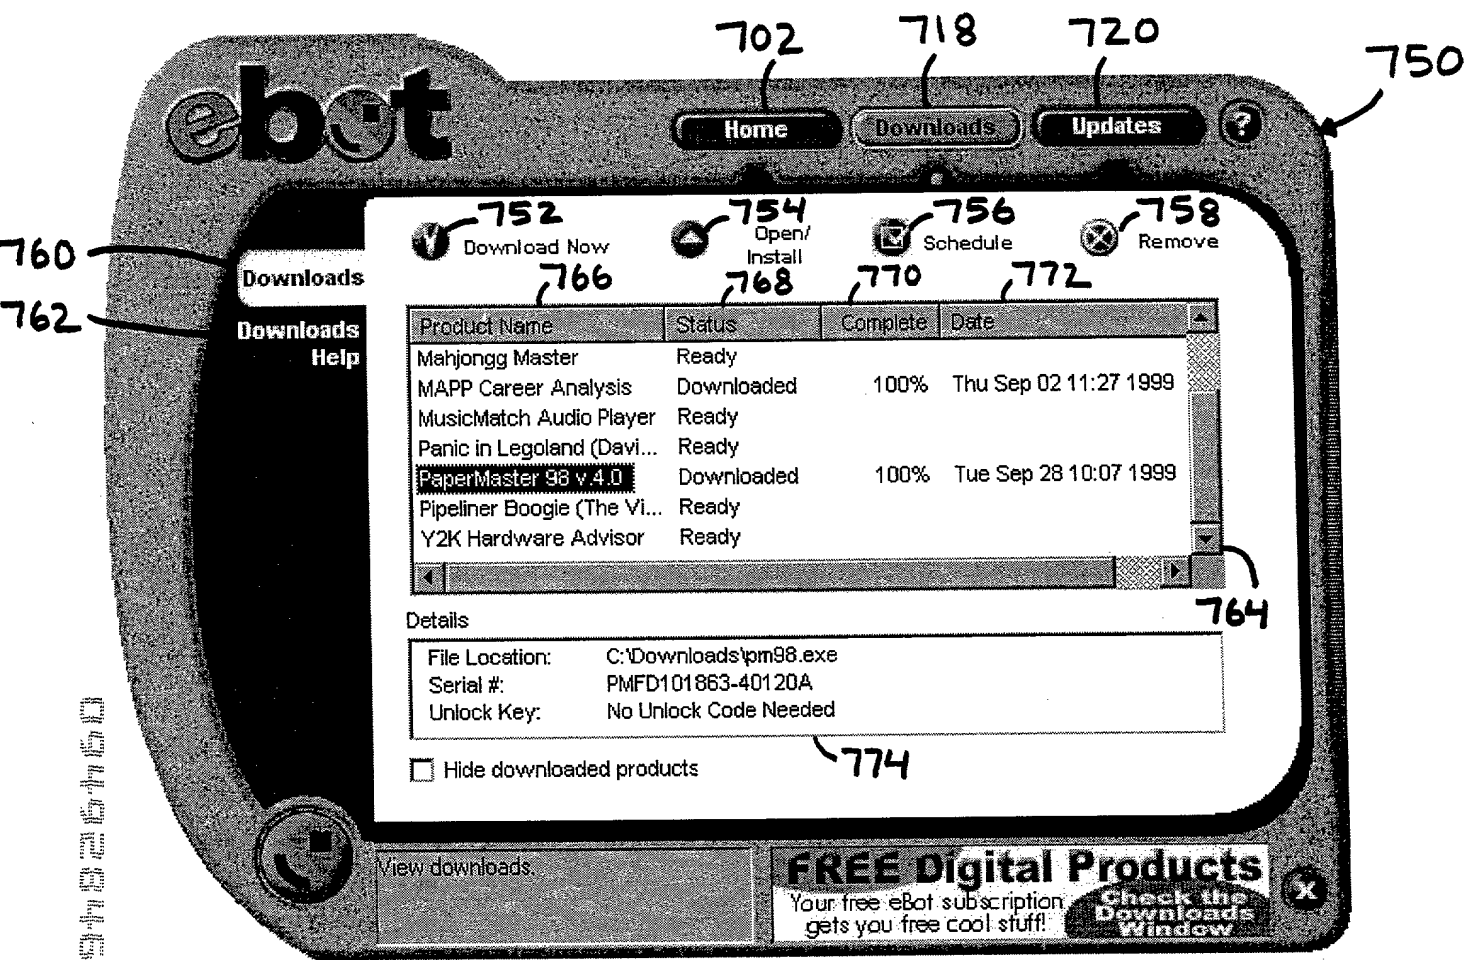 702 718 720 750
ebot
Home Downloads Updates ?
752 754 756 758
Download Now Open/ Install Schedule Remove
760
Downloads
762
Downloads
Help
766 768 770 772
Product Name Status Complete Date
Mahjongg Master Ready
MAPP Career Analysis Downloaded 100% Thu Sep 02 11:27 1999
MusicMatch Audio Player Ready
Panic in Legoland (Davi... Ready
PaperMaster 98 v.4.0 Downloaded 100% Tue Sep 28 10:07 1999
Pipeliner Boogie (The Vi... Ready
Y2K Hardware Advisor Ready
764
Details
File Location: C:\Downloads\pm98.exe
Serial #: PMFD101863-40120A
Unlock Key: No Unlock Code Needed
774
Hide downloaded products
View downloads.
FREE Digital Products
Your free eBot subscription
gets you free cool stuff!
Check the
Downloads
Window
X